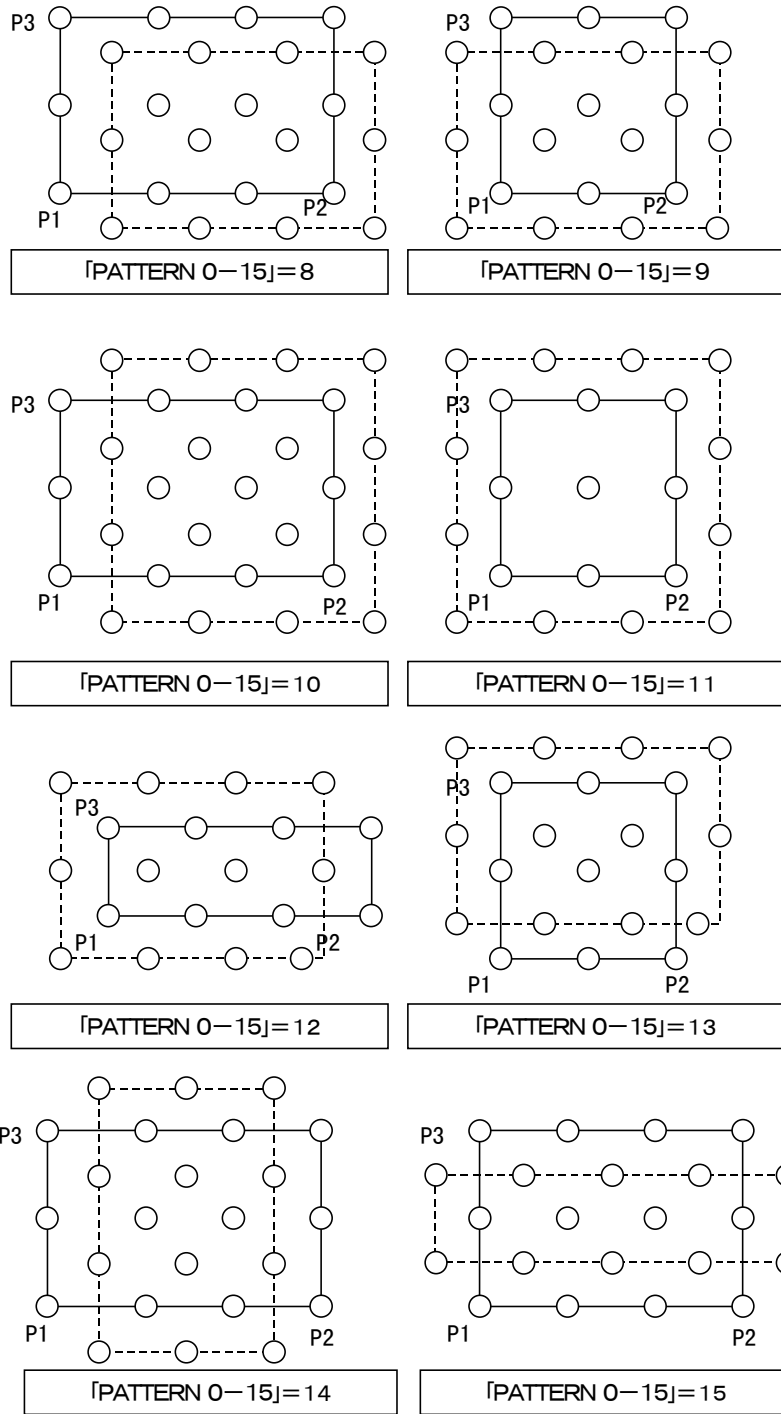 P3
P3
P1
P2
P1
P2
｢PATTERN 0−15｣＝8
｢PATTERN 0−15｣＝9
P3
P3
P1
P2
P1
P2
｢PATTERN 0−15｣＝10
｢PATTERN 0−15｣＝11
P3
P3
P1
P2
P1
P2
｢PATTERN 0−15｣＝12
｢PATTERN 0−15｣＝13
P3
P3
P1
P2
P1
P2
｢PATTERN 0−15｣＝14
｢PATTERN 0−15｣＝15